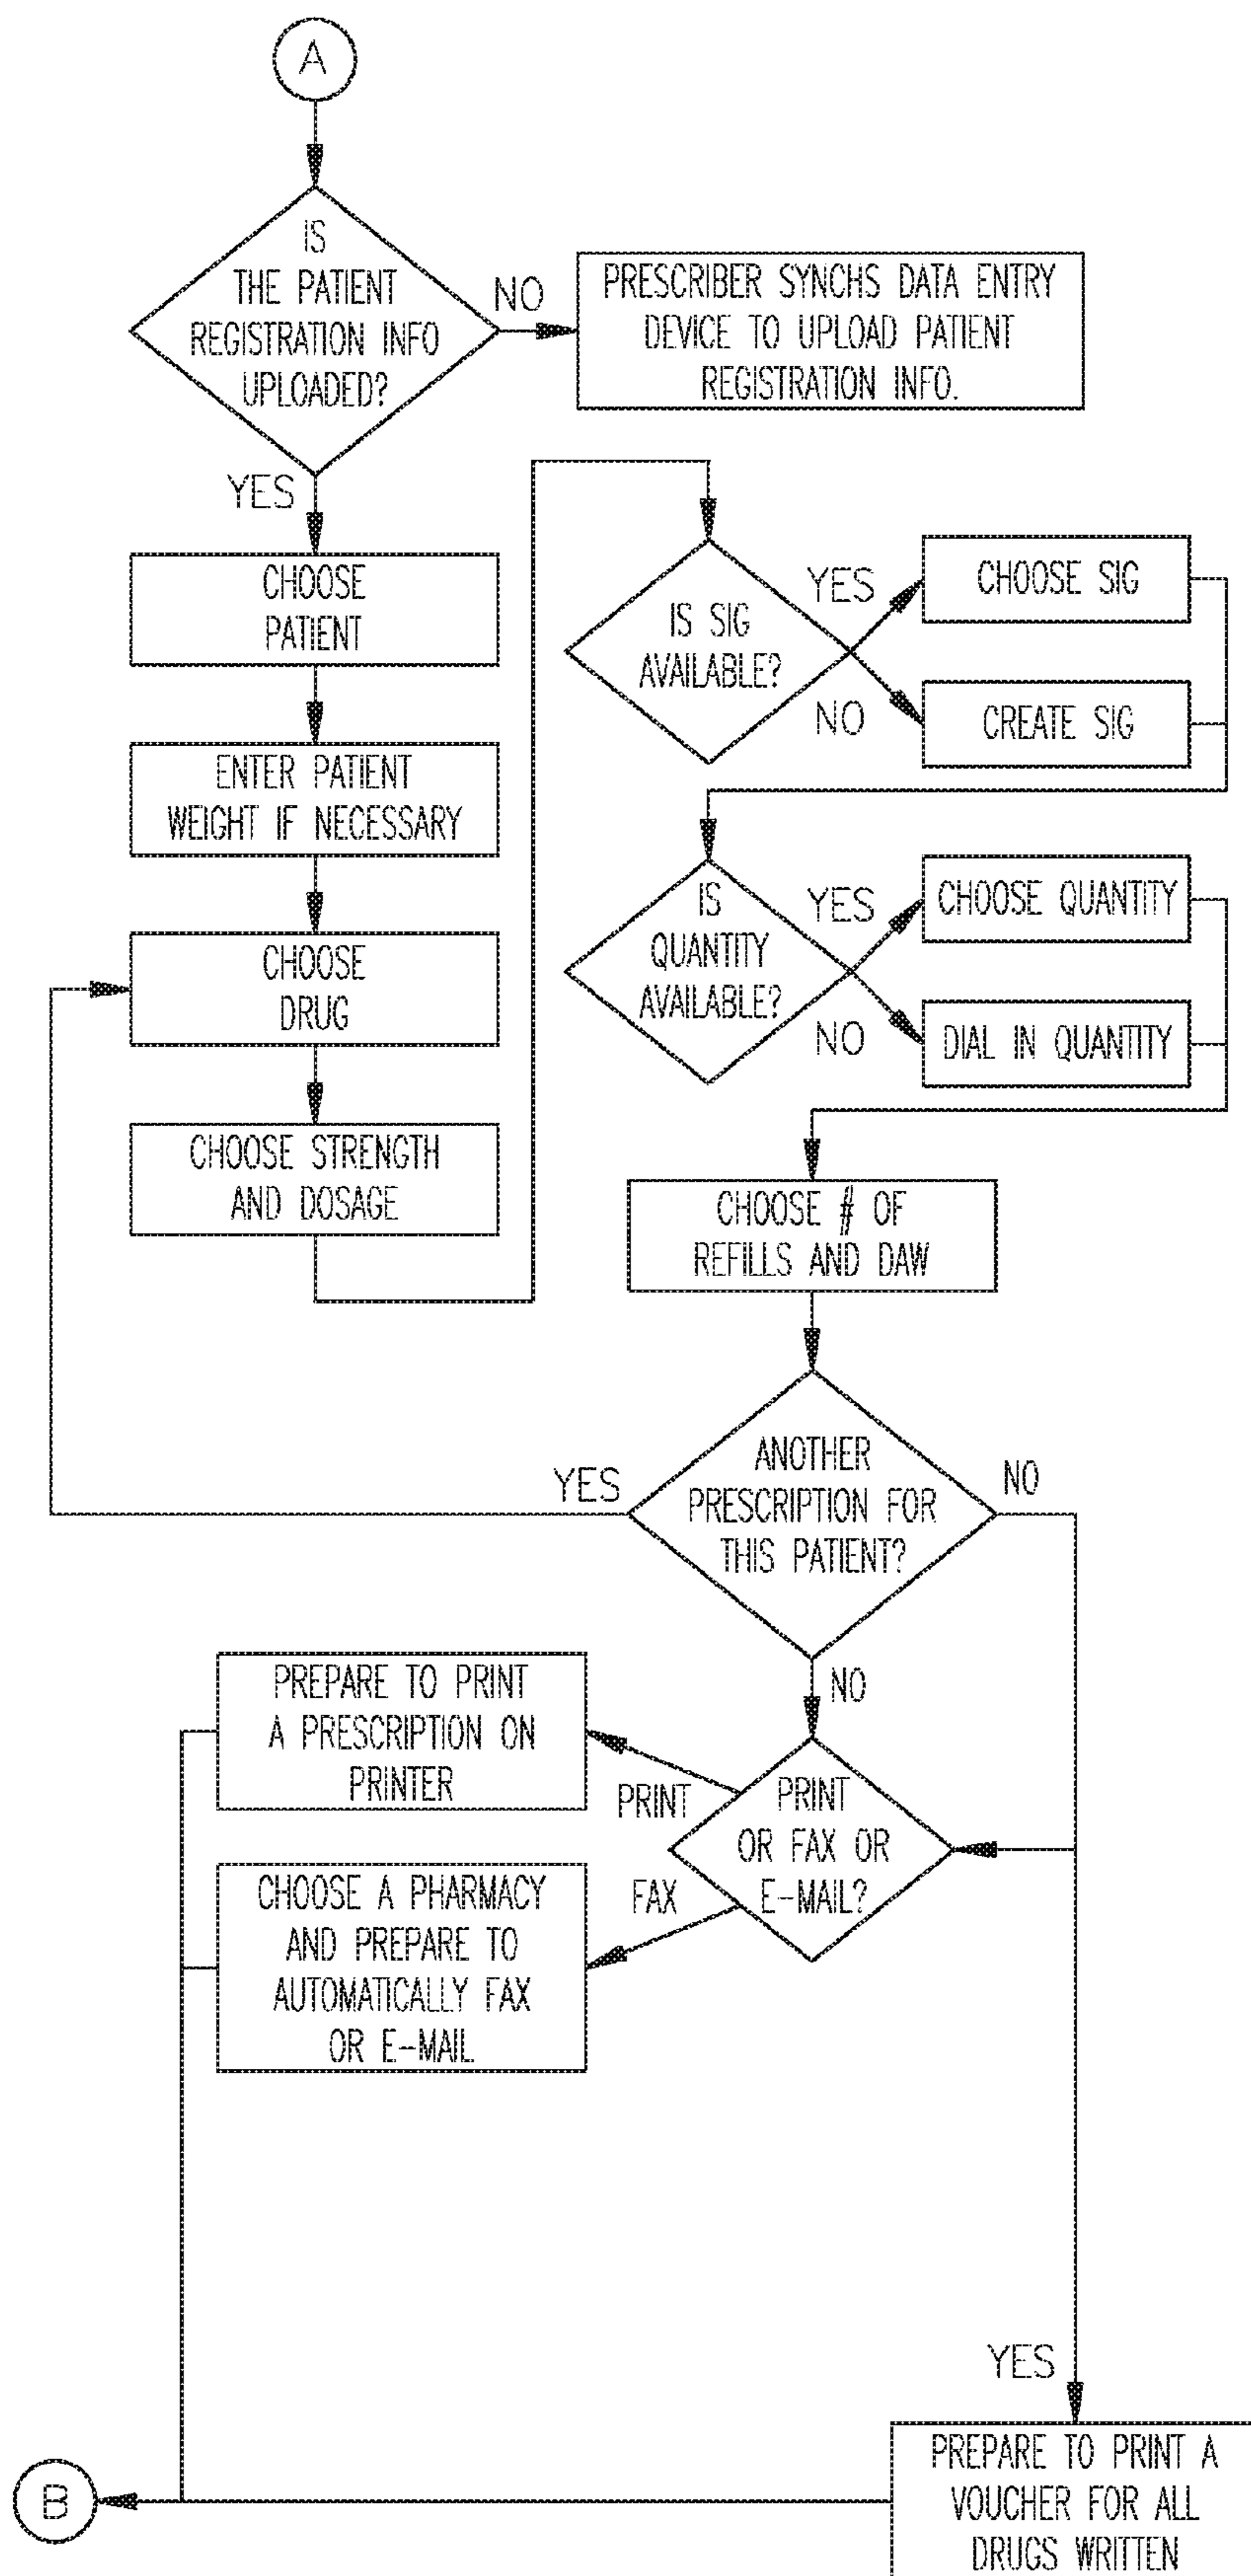 A
IS
THE PATIENT
REGISTRATION INFO
UPLOADED?
NO
PRESCRIBER SYNCHS DATA ENTRY
DEVICE TO UPLOAD PATIENT
REGISTRATION INFO.
YES
CHOOSE
PATIENT
ENTER PATIENT
WEIGHT IF NECESSARY
CHOOSE
DRUG
CHOOSE STRENGTH
AND DOSAGE
IS SIG
AVAILABLE?
YES
CHOOSE SIG
NO
CREATE SIG
IS
QUANTITY
AVAILABLE?
YES
CHOOSE QUANTITY
NO
DIAL IN QUANTITY
CHOOSE # OF
REFILLS AND DAW
ANOTHER
PRESCRIPTION FOR
THIS PATIENT?
YES
NO
NO
PRINT
OR FAX OR
E-MAIL?
PRINT
PREPARE TO PRINT
A PRESCRIPTION ON
PRINTER
FAX
CHOOSE A PHARMACY
AND PREPARE TO
AUTOMATICALLY FAX
OR E-MAIL
YES
PREPARE TO PRINT A
VOUCHER FOR ALL
DRUGS WRITTEN
B